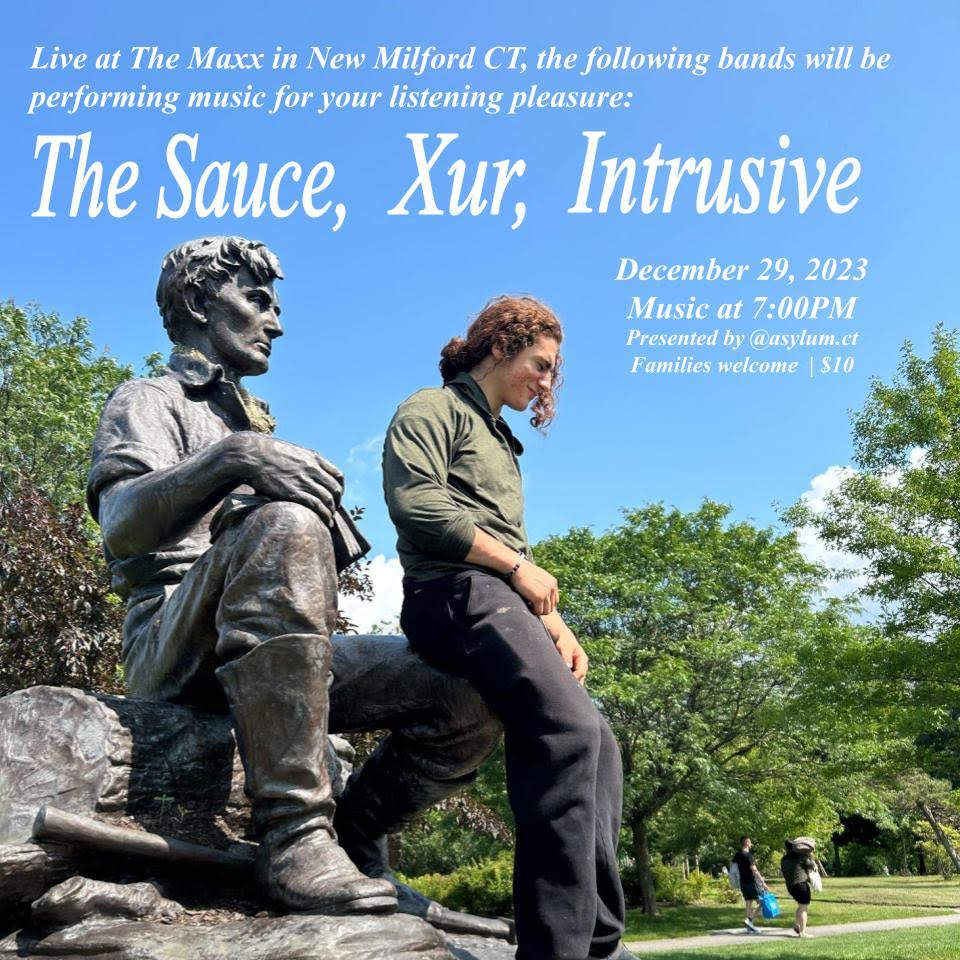 Live at The Maxx in New Milford CT, the following bands will be
performing music for your listening pleasure:
The Sauce, Xur, Intrusive
December 29, 2023
Music at 7:00PM
Presented by @asylum.ct
Families welcome | $10